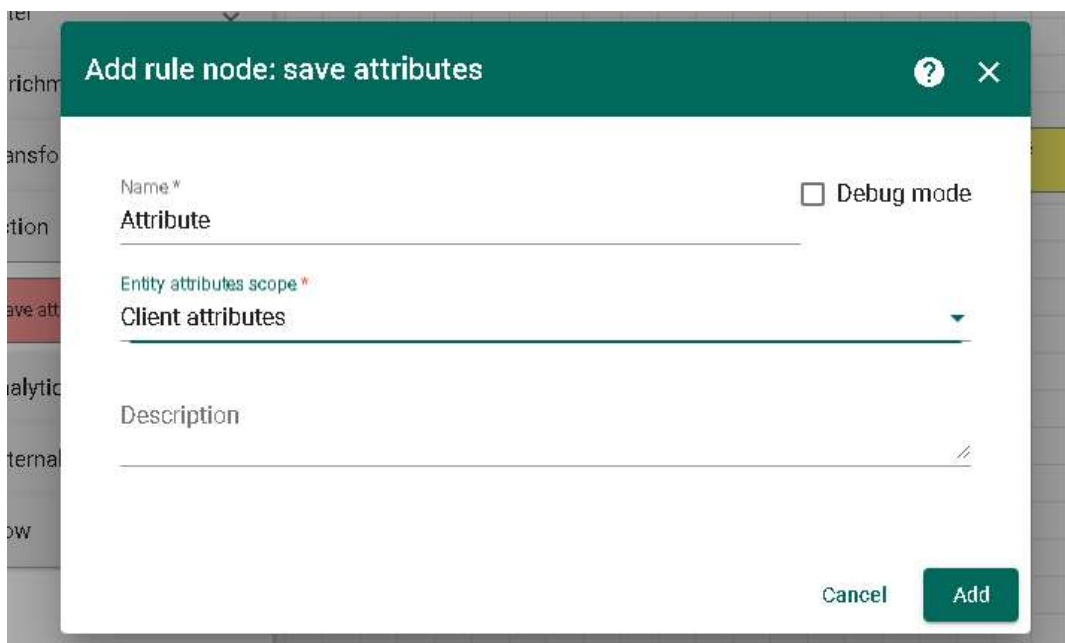 Add rule node: save attributes
?
Name *
Debug mode
Attribute
Entity attributes scope *
Client attributes
Description
Cancel
Add